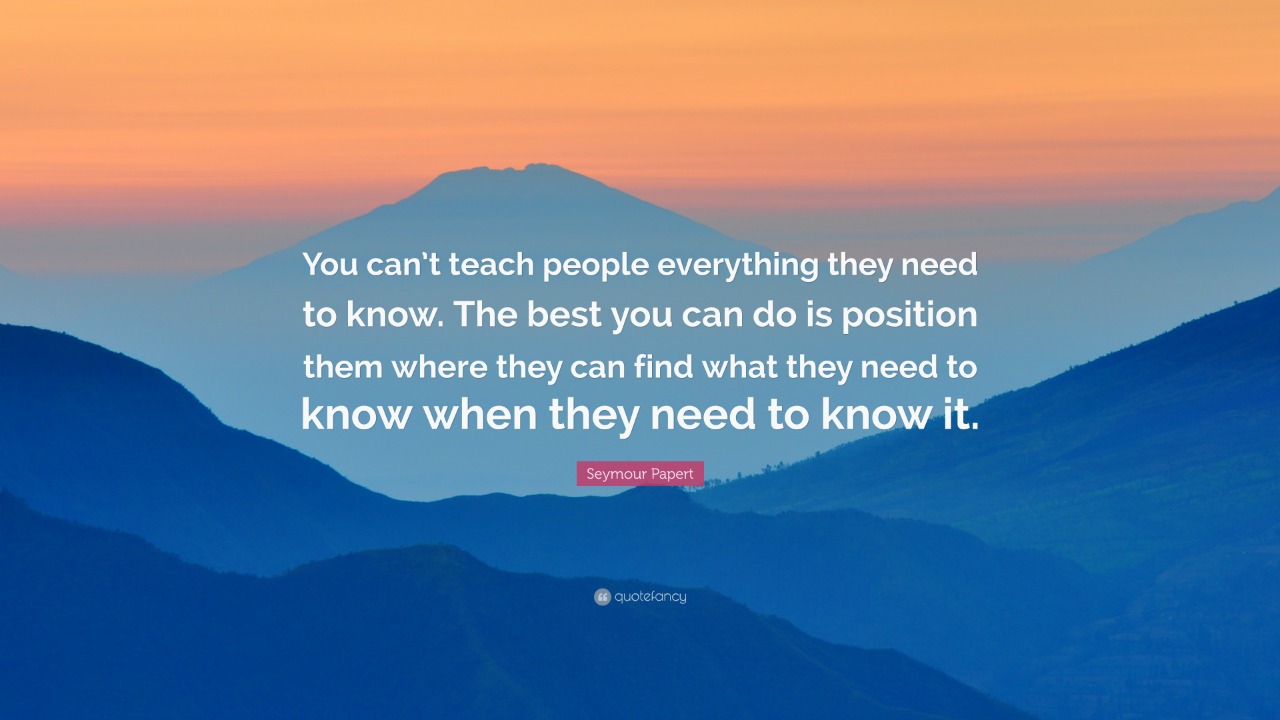 You can’t teach people everything they need
to know. The best you can do is position
them where they can find what they need to
know when they need to know it.
Seymour Papert
quotefancy